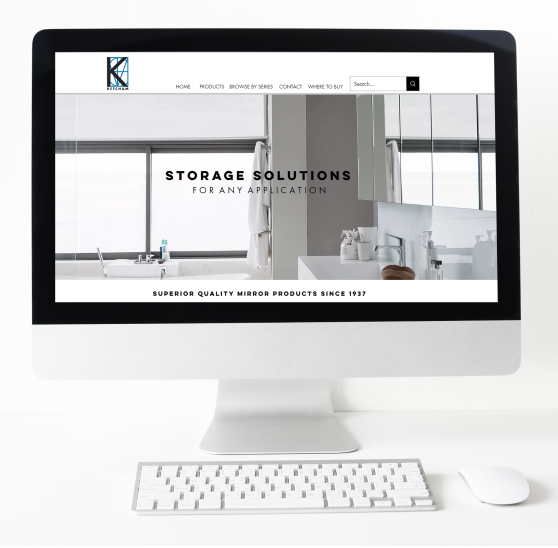 KETCHAM
HOME PRODUCTS BROWSE BY SERIES CONTACT WHERE TO BUY Search...
STORAGE SOLUTIONS
FOR ANY APPLICATION
SUPERIOR QUALITY MIRROR PRODUCTS SINCE 1937